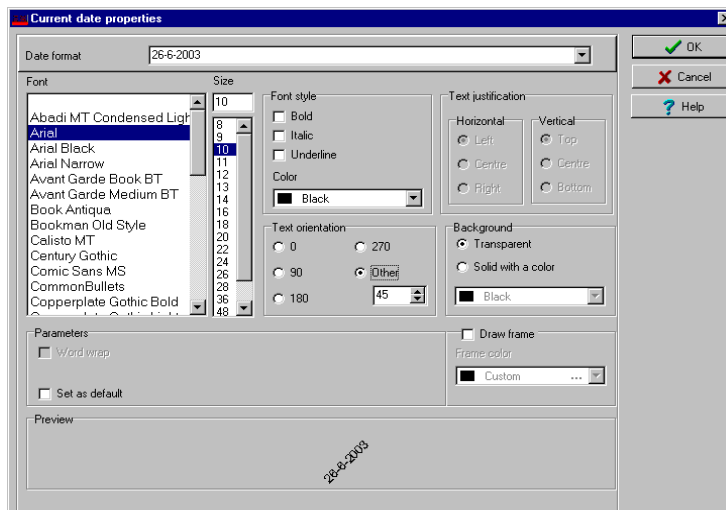 Current date properties
Date format 26-6-2003
OK
Cancel
Help
Font
Abadi MT Condensed Ligh
Arial
Arial Black
Arial Narrow
Avant Garde Book BT
Avant Garde Medium BT
Book Antiqua
Bookman Old Style
Calisto MT
Century Gothic
Comic Sans MS
CommonBullets
Copperplate Gothic Bold
Size
10
8
9
10
11
12
13
14
16
18
20
22
24
26
28
36
48
Font style
Bold
Italic
Underline
Color
Black
Text justification
Horizontal
Left
Centre
Right
Vertical
Top
Centre
Bottom
Text orientation
0 270
90 Other
180 45
Background
Transparent
Solid with a color
Black
Parameters
Word wrap
Set as default
Draw frame
Frame color
Custom ...
Preview
26-6-2003